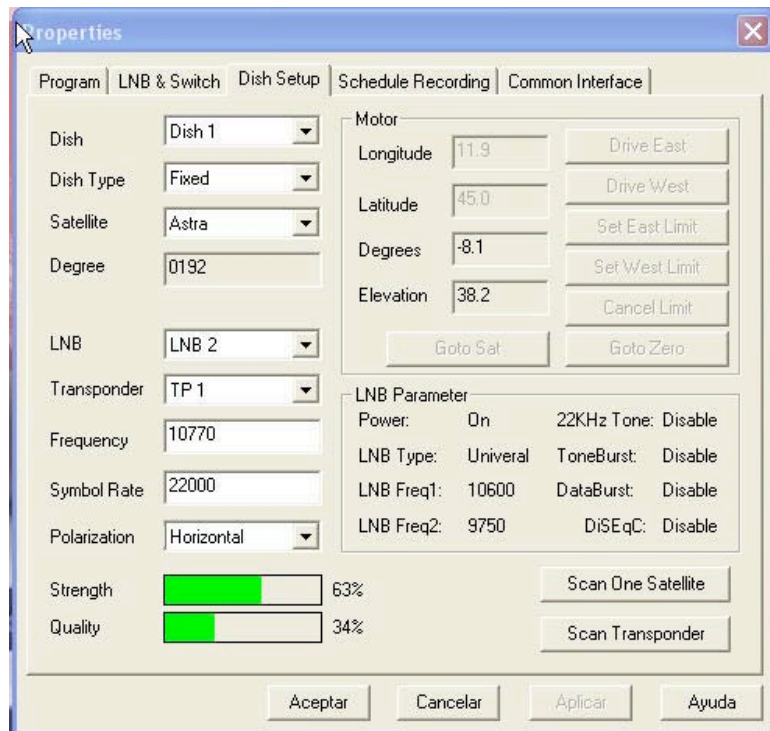 Properties
Program LNB & Switch Dish Setup Schedule Recording Common Interface
Dish Dish 1
Dish Type Fixed
Satellite Astra
Degree 0192
LNB LNB 2
Transponder TP 1
Frequency 10770
Symbol Rate 22000
Polarization Horizontal
Strength 63%
Quality 34%
Motor
Longitude 11.9 Drive East
Latitude 45.0 Drive West
Set East Limit
Degrees -8.1
Set West Limit
Elevation 38.2
Cancel Limit
Goto Sat Goto Zero
LNB Parameter
Power: On 22KHz Tone: Disable
LNB Type: Univeral ToneBurst: Disable
LNB Freq1: 10600 DataBurst: Disable
LNB Freq2: 9750 DiSEqC: Disable
Scan One Satellite
Scan Transponder
Aceptar Cancelar Aplicar Ayuda